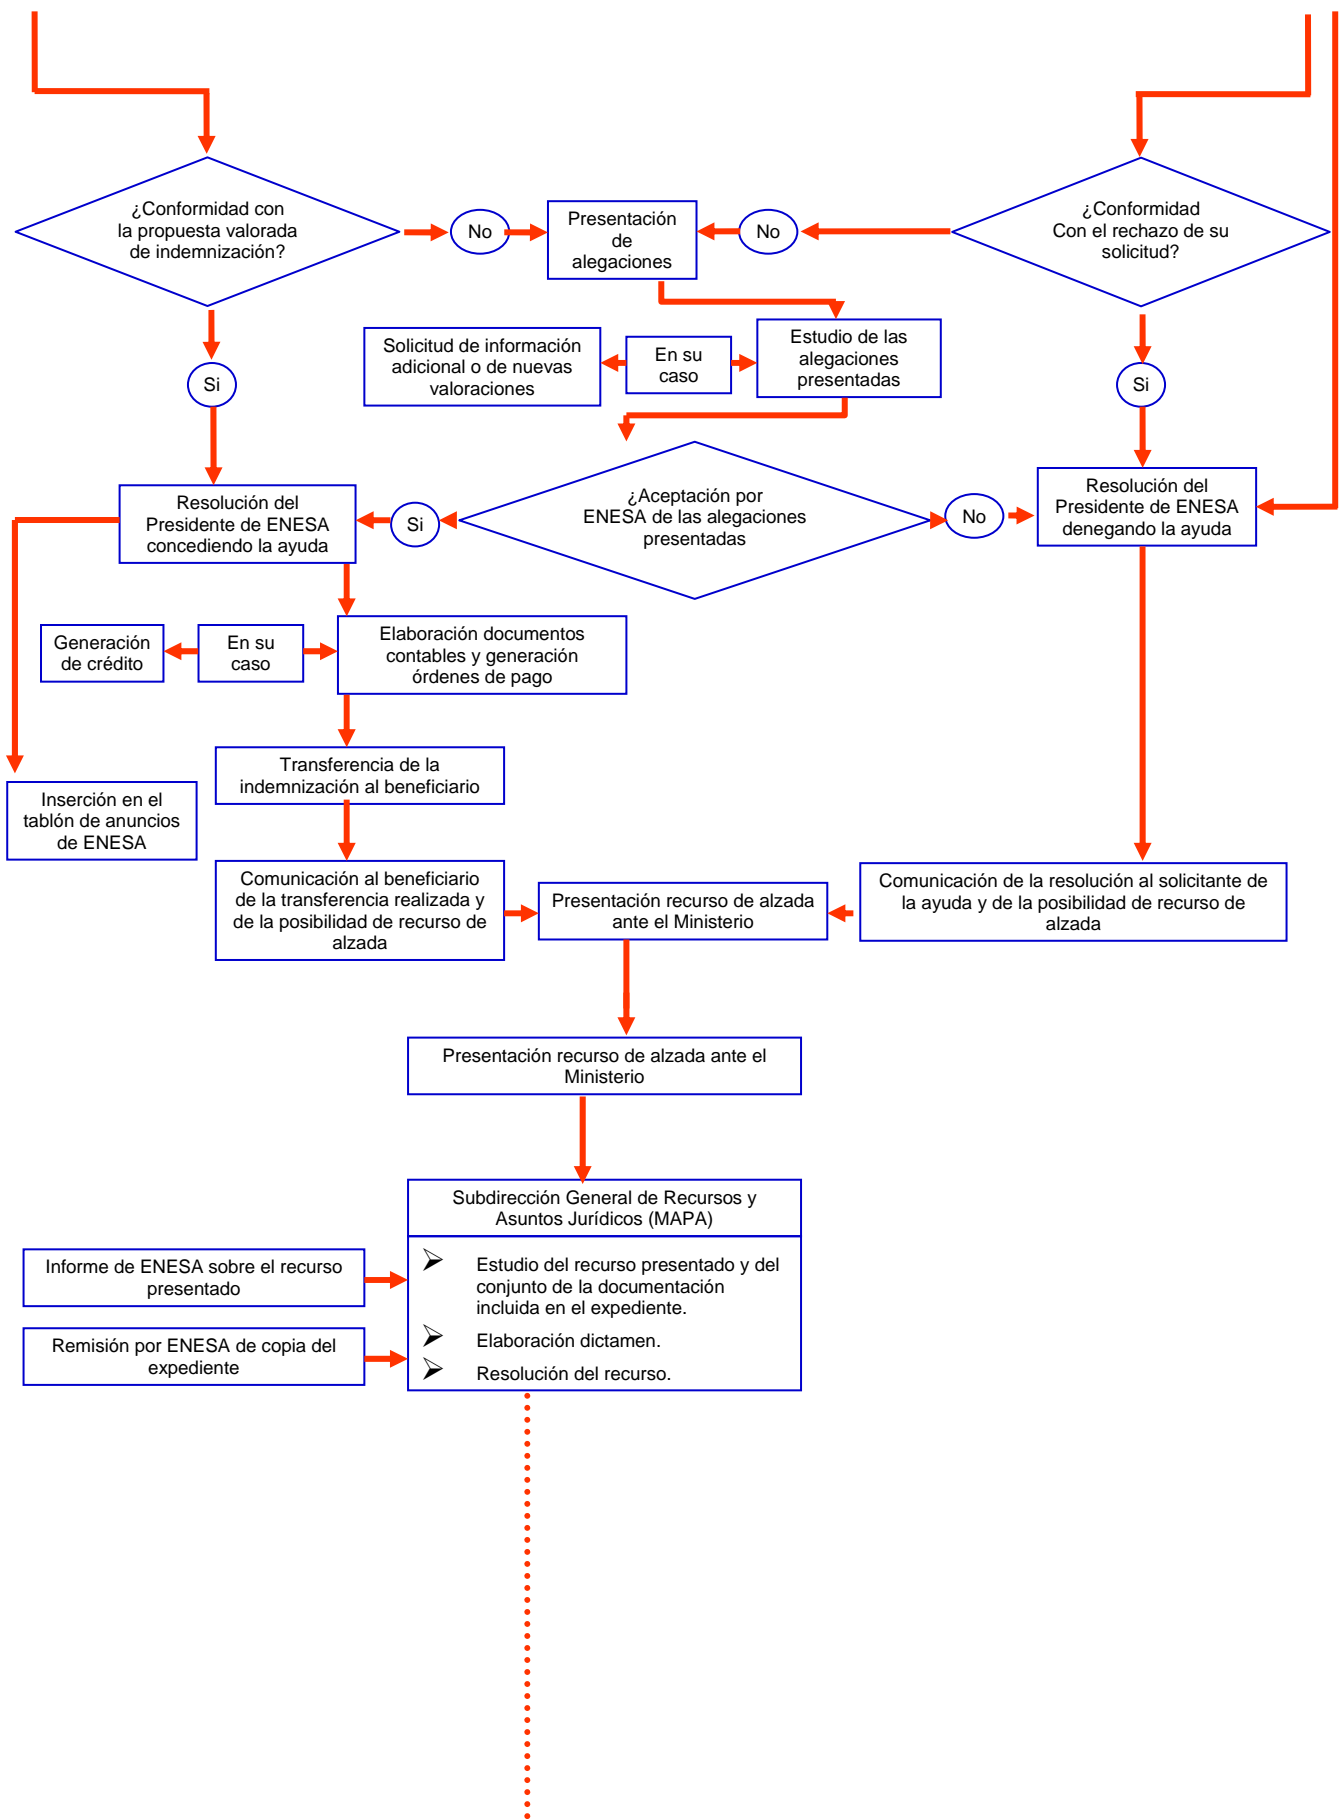 ¿Conformidad con
la propuesta valorada
de indemnización?
No
Presentación
de
alegaciones
No
¿Conformidad
Con el rechazo de su
solicitud?
Solicitud de información
adicional o de nuevas
valoraciones
En su
caso
Estudio de las
alegaciones
presentadas
Si
Si
Resolución del
Presidente de ENESA
concediendo la ayuda
Si
¿Aceptación por
ENESA de las alegaciones
presentadas
No
Resolución del
Presidente de ENESA
denegando la ayuda
Generación
de crédito
En su
caso
Elaboración documentos
contables y generación
órdenes de pago
Transferencia de la
indemnización al beneficiario
Inserción en el
tablón de anuncios
de ENESA
Comunicación al beneficiario
de la transferencia realizada y
de la posibilidad de recurso de
alzada
Presentación recurso de alzada
ante el Ministerio
Comunicación de la resolución al solicitante de
la ayuda y de la posibilidad de recurso de
alzada
Presentación recurso de alzada ante el
Ministerio
Subdirección General de Recursos y
Asuntos Jurídicos (MAPA)
Informe de ENESA sobre el recurso
presentado
Remisión por ENESA de copia del
expediente
➢ Estudio del recurso presentado y del
conjunto de la documentación
incluida en el expediente.
➢ Elaboración dictamen.
➢ Resolución del recurso.